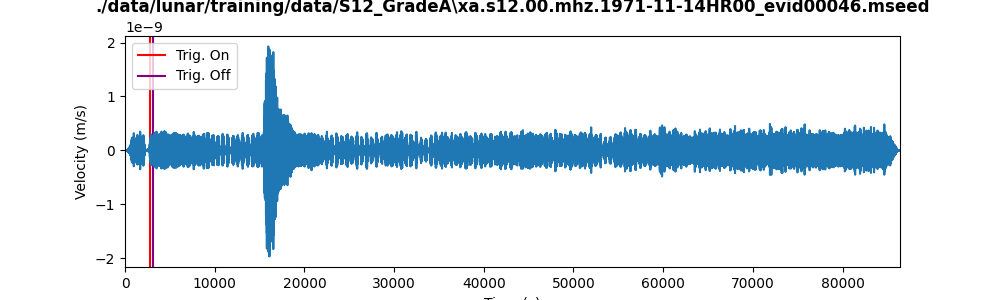 ./data/lunar/training/data/S12_GradeA\xa.s12.00.mhz.1971-11-14HR00_evid00046.mseed
1e−9
Trig. On
Trig. Off
Velocity (m/s)
2
1
0
−1
−2
0 10000 20000 30000 40000 50000 60000 70000 80000